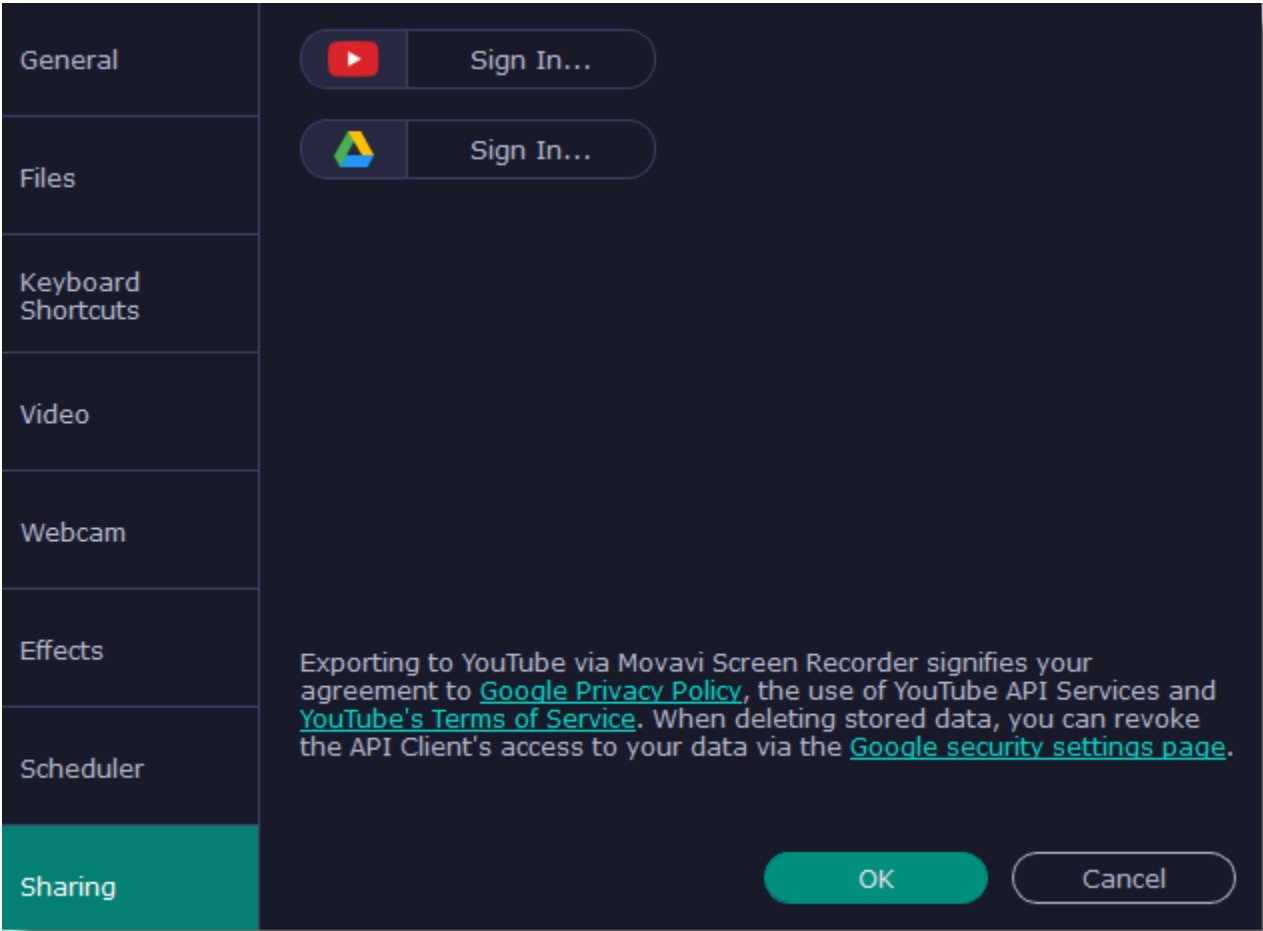 General
Files
Keyboard
Shortcuts
Video
Webcam
Effects
Scheduler
Sharing
Sign In...
Sign In...
Exporting to YouTube via Movavi Screen Recorder signifies your
agreement to Google Privacy Policy, the use of YouTube API Services and
YouTube's Terms of Service. When deleting stored data, you can revoke
the API Client's access to your data via the Google security settings page.
OK
Cancel